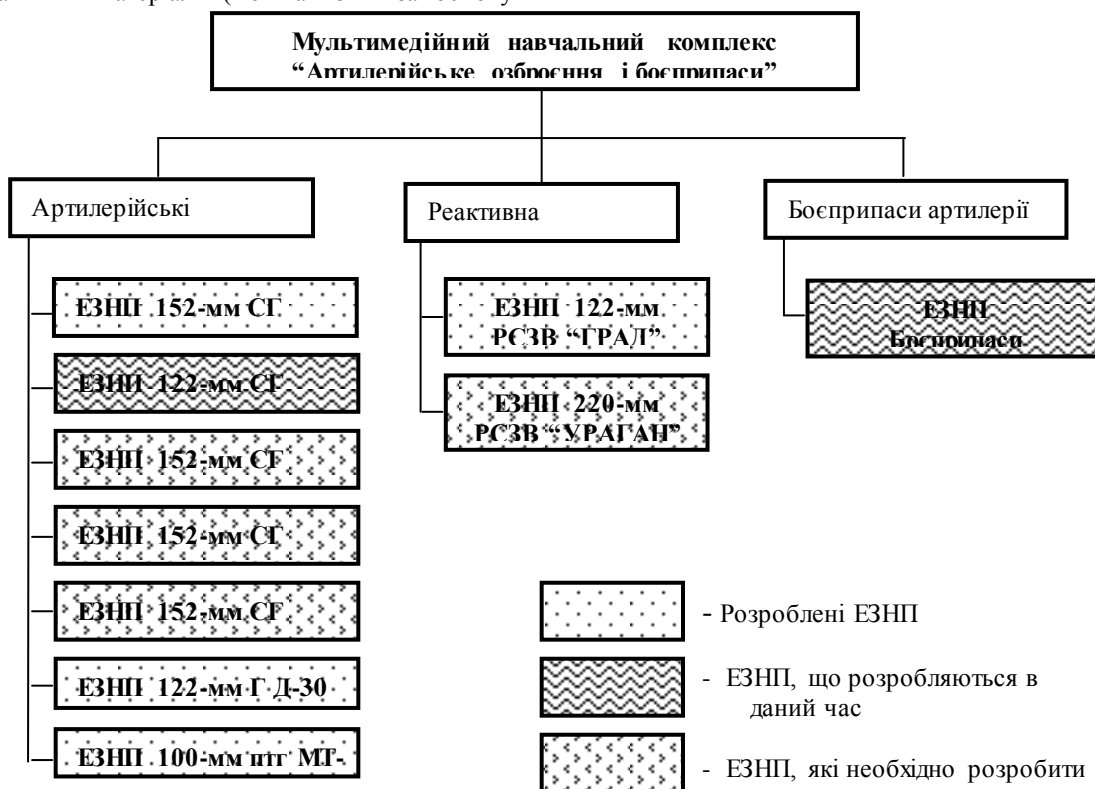 Мультимедійний навчальний комплекс
“Артилерійське озброєння і боєприпаси”
Артилерійські
ЕЗНП 152-мм СГ
ЕЗНП 122-мм СГ
ЕЗНП 152-мм СГ
ЕЗНП 152-мм СГ
ЕЗНП 152-мм СГ
ЕЗНП 122-мм Г Д-30
ЕЗНП 100-мм птг МТ-
Реактивна
ЕЗНП 122-мм
РСЗВ “ГРАД”
ЕЗНП 220-мм
РСЗВ “УРАГАН”
Боєприпаси артилерії
ЕЗНП
Боєприпаси
- Розроблені ЕЗНП
- ЕЗНП, що розробляються в
даний час
- ЕЗНП, які необхідно розробити